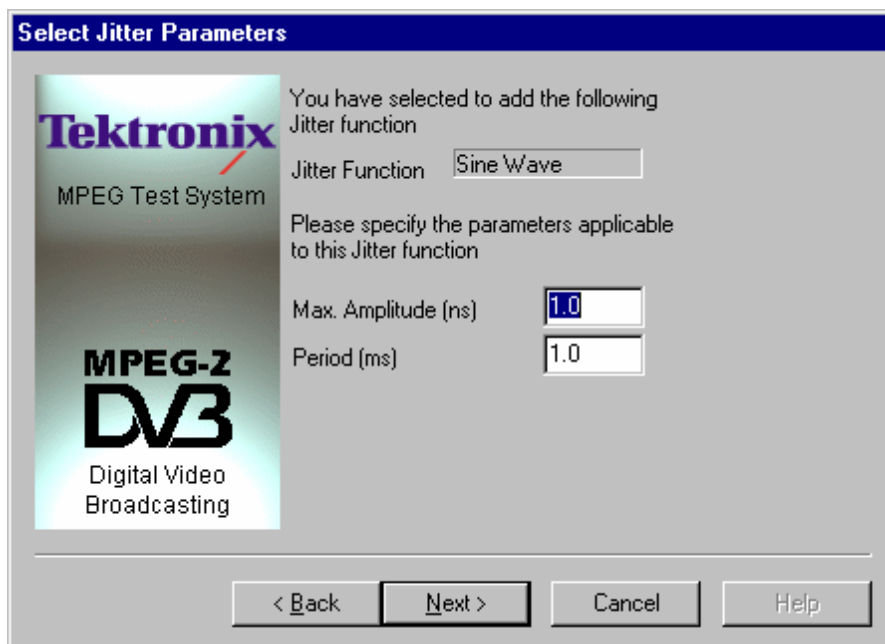 Select Jitter Parameters
Tektronix
MPEG Test System
MPEG-2
DVB
Digital Video
Broadcasting
You have selected to add the following
Jitter function
Jitter Function Sine Wave
Please specify the parameters applicable
to this Jitter function
Max. Amplitude (ns) 1.0
Period (ms) 1.0
< Back Next > Cancel Help